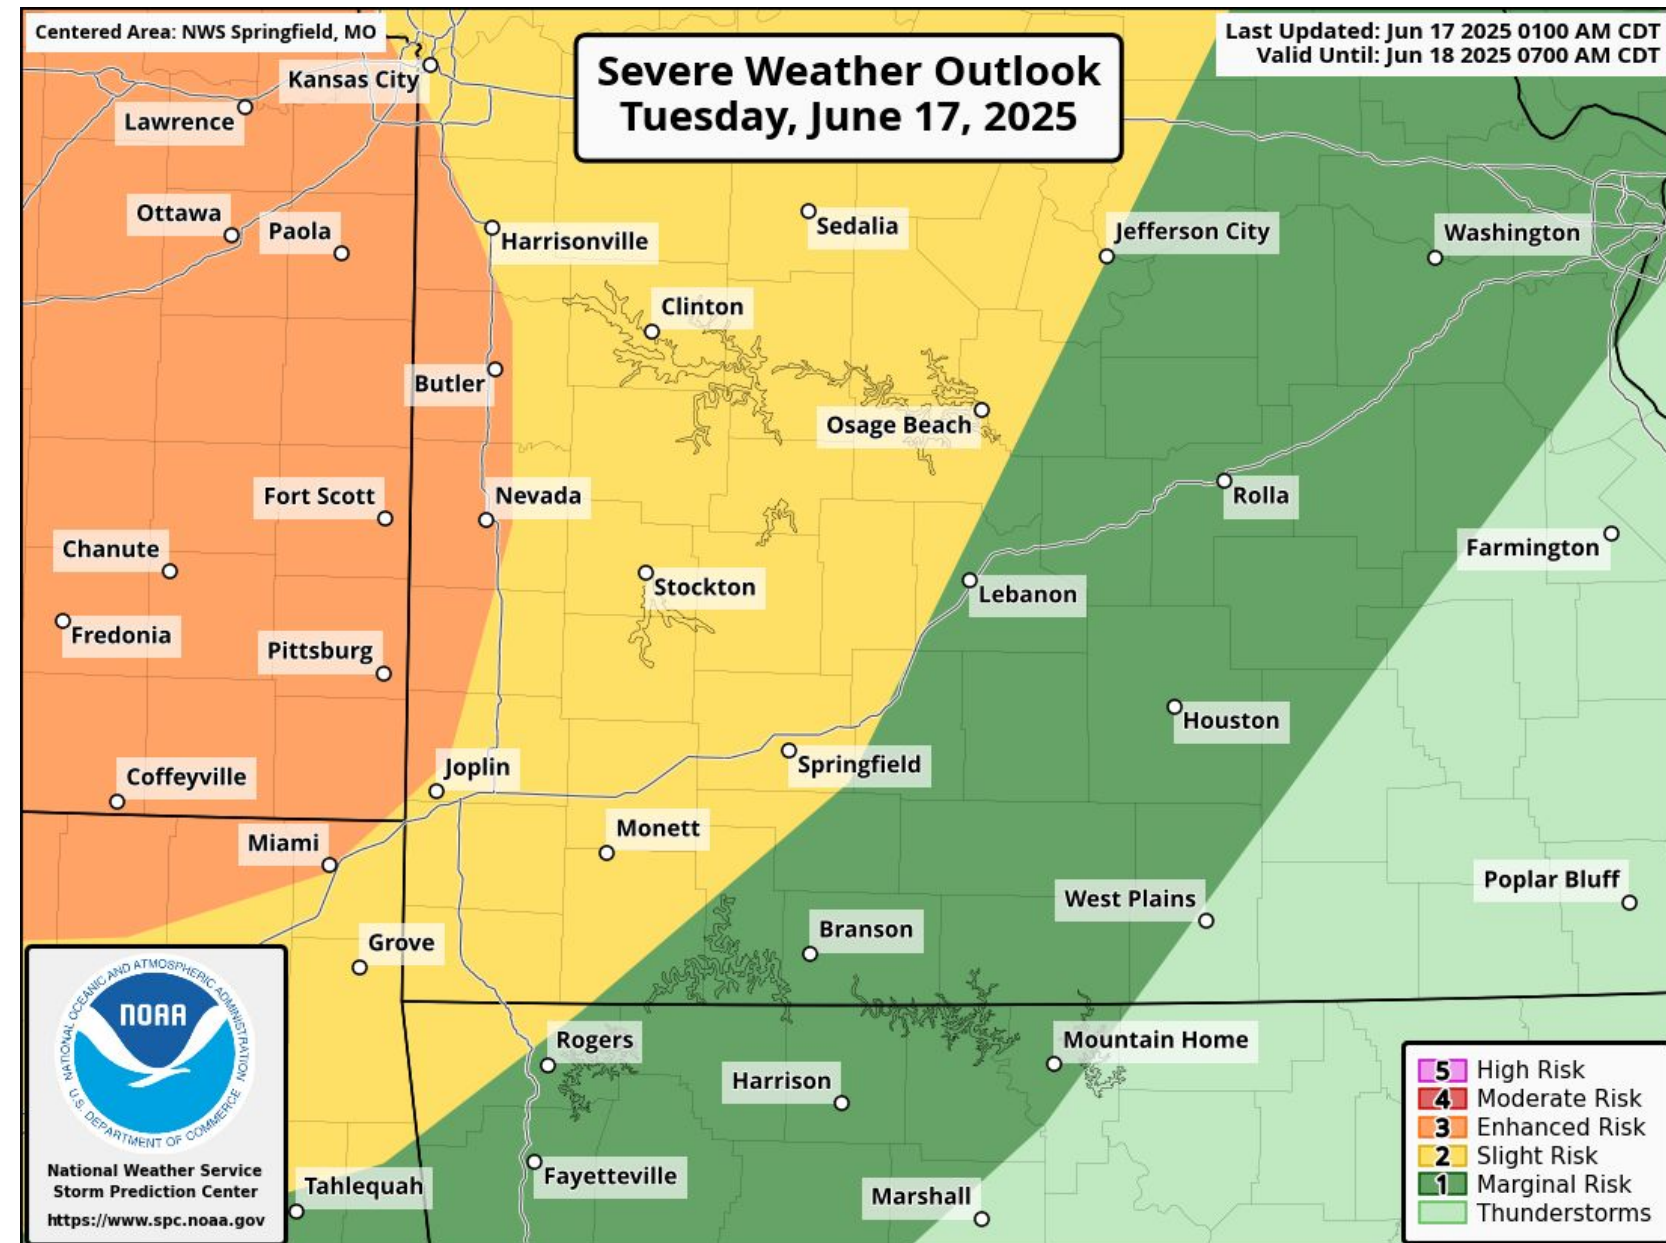 Centered Area: NWS Springfield, MO
Last Updated: Jun 17 2025 0100 AM CDT
Valid Until: Jun 18 2025 0700 AM CDT
Severe Weather Outlook
Tuesday, June 17, 2025
Kansas City
Lawrence
Ottawa
Paola
Harrisonville
Sedalia
Jefferson City
Washington
Clinton
Butler
Osage Beach
Fort Scott
Nevada
Rolla
Chanute
Farmington
Stockton
Lebanon
Fredonia
Pittsburg
Houston
Coffeyville
Joplin
Springfield
Miami
Monett
West Plains
Poplar Bluff
Grove
Branson
Rogers
Mountain Home
Harrison
Tahlequah
Fayetteville
Marshall
NATIONAL OCEANIC AND ATMOSPHERIC ADMINISTRATION
NOAA
U.S. DEPARTMENT OF COMMERCE
National Weather Service
Storm Prediction Center
https://www.spc.noaa.gov
5 High Risk
4 Moderate Risk
3 Enhanced Risk
2 Slight Risk
1 Marginal Risk
Thunderstorms